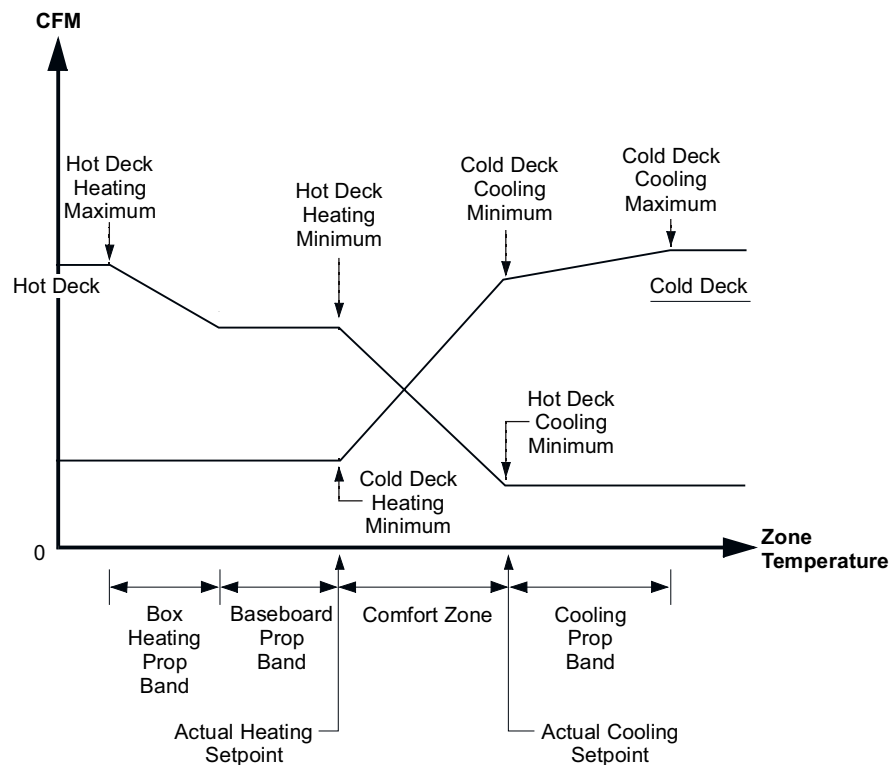 CFM
Hot Deck
Heating
Maximum
Hot Deck
Heating
Minimum
Cold Deck
Cooling
Minimum
Cold Deck
Cooling
Maximum
Hot Deck
Cold Deck
Hot Deck
Cooling
Minimum
Cold Deck
Heating
Minimum
0
Zone
Temperature
Box
Heating
Prop
Band
Baseboard
Prop
Band
Comfort Zone
Cooling
Prop
Band
Actual Heating
Setpoint
Actual Cooling
Setpoint